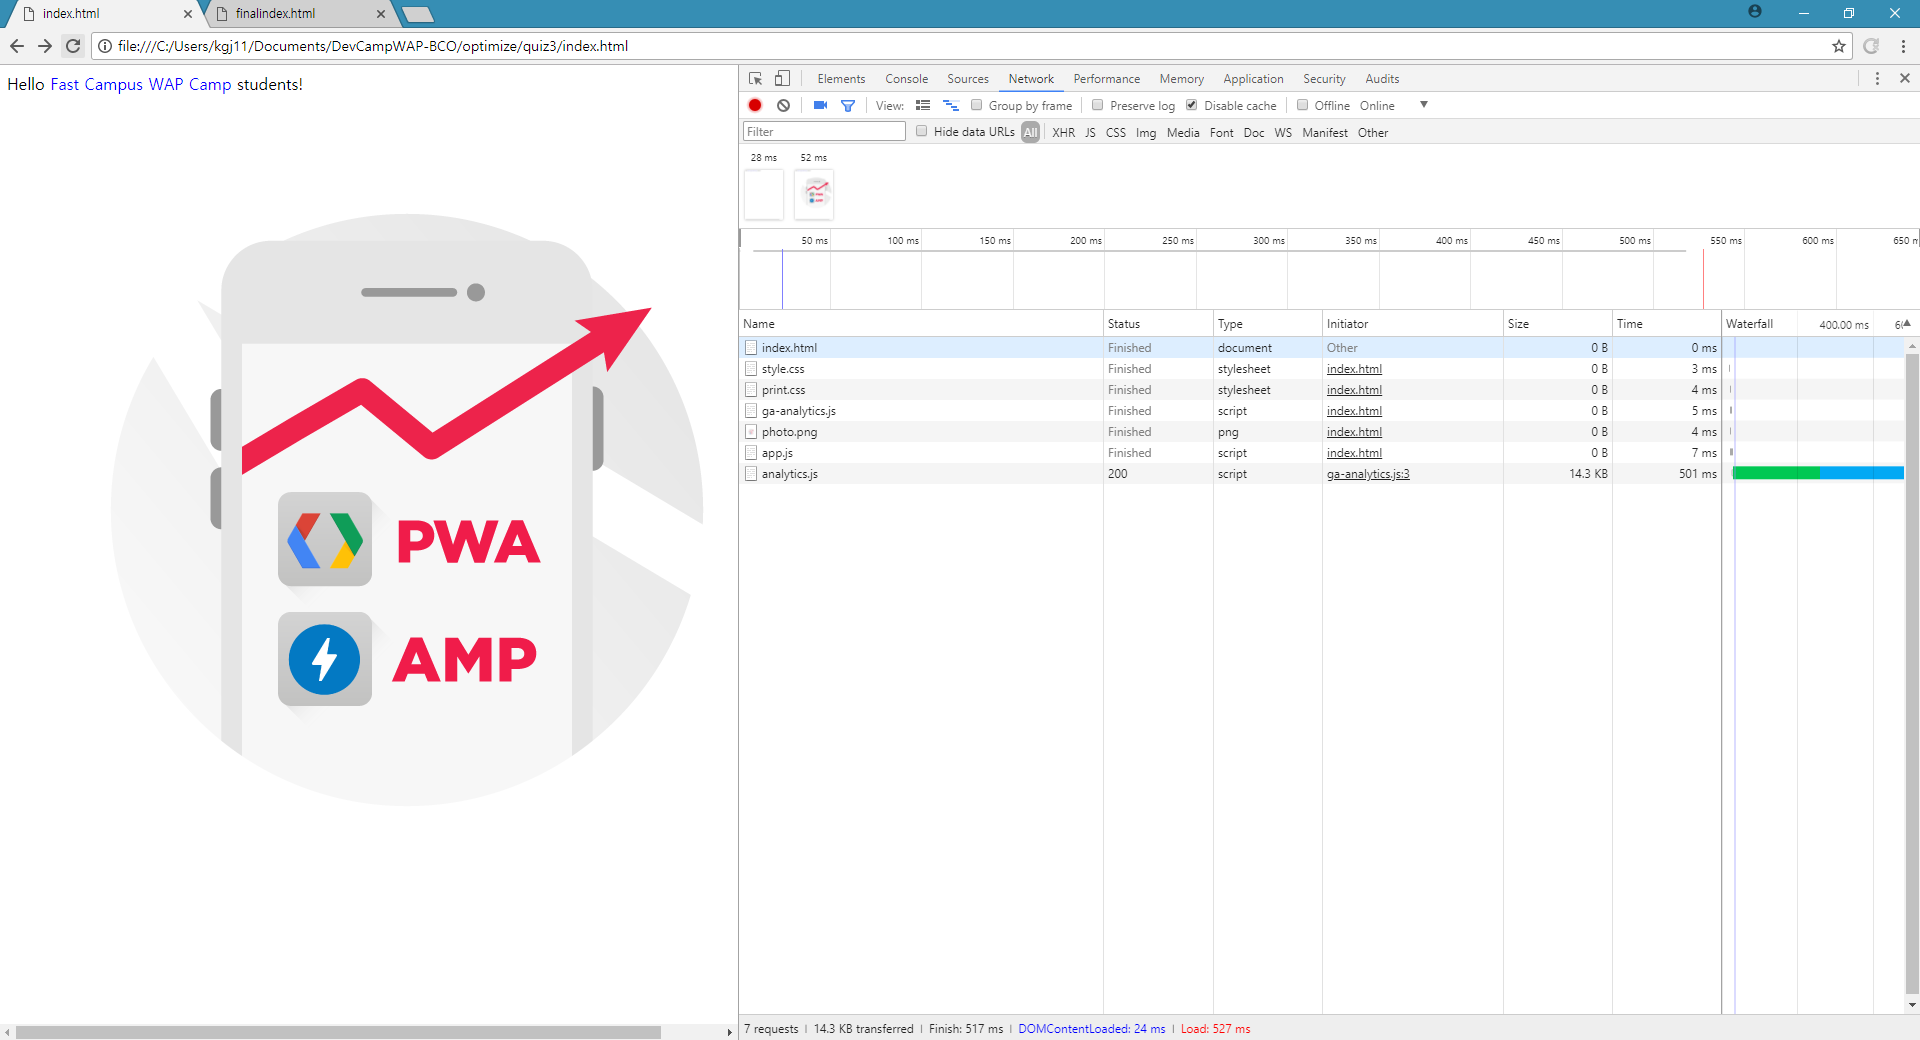 index.html
finalindex.html
file:///C:/Users/kgj11/Documents/DevCampWAP-BCO/optimize/quiz3/index.html
Hello Fast Campus WAP Camp students!
PWA
AMP
Elements Console Sources Network Performance Memory Application Security Audits
View: Group by frame Preserve log Disable cache Offline Online
Filter Hide data URLs All XHR JS CSS Img Media Font Doc WS Manifest Other
28 ms 52 ms
50 ms 100 ms 150 ms 200 ms 250 ms 300 ms 350 ms 400 ms 450 ms 500 ms 550 ms 600 ms 650 m
Name Status Type Initiator Size Time Waterfall 400.00 ms 6
index.html Finished document Other 0 B 0 ms
style.css Finished stylesheet index.html 0 B 3 ms
print.css Finished stylesheet index.html 0 B 4 ms
ga-analytics.js Finished script index.html 0 B 5 ms
photo.png Finished png index.html 0 B 4 ms
app.js Finished script index.html 0 B 7 ms
analytics.js 200 script ga-analytics.js:3 14.3 KB 501 ms
7 requests | 14.3 KB transferred | Finish: 517 ms | DOMContentLoaded: 24 ms | Load: 527 ms